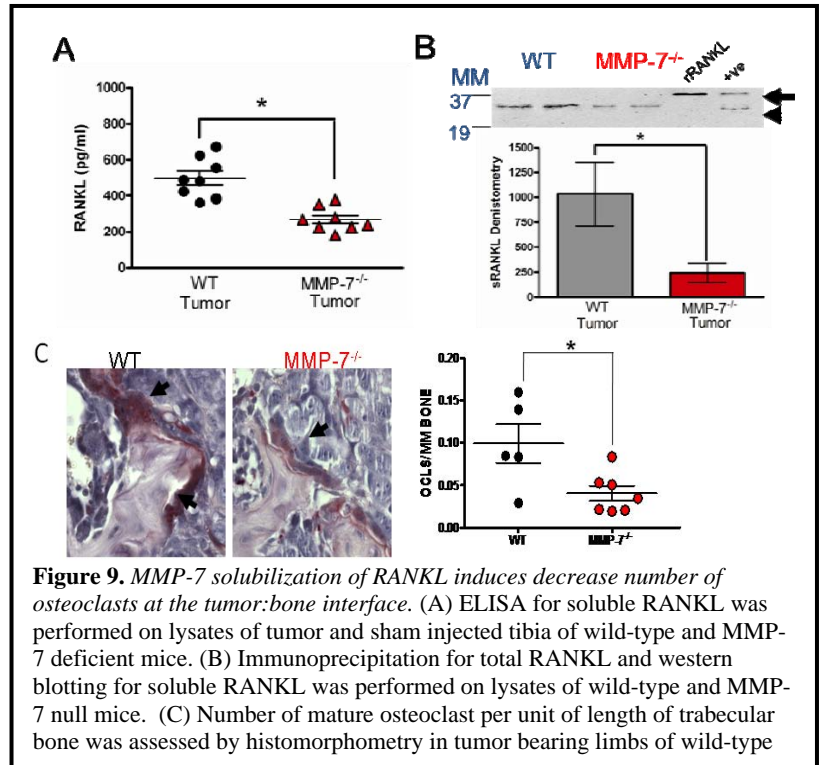 A
RANKL (pg/ml)
1000
800
600
400
200
0
*
WT
Tumor
MMP-7-/-
Tumor
B
MM
WT
MMP-7-/-
rRANKL
+ve
37
19
sRANKL Denistometry
1500
1250
1000
750
500
250
0
*
WT
Tumor
MMP-7-/-
Tumor
C
WT
MMP-7-/-
OCLS/MM BONE
0.20
0.15
0.10
0.05
0.00
*
WT
MMP-7-/-
Figure 9. MMP-7 solubilization of RANKL induces decrease number of
osteoclasts at the tumor:bone interface. (A) ELISA for soluble RANKL was
performed on lysates of tumor and sham injected tibia of wild-type and MMP-
7 deficient mice. (B) Immunoprecipitation for total RANKL and western
blotting for soluble RANKL was performed on lysates of wild-type and MMP-
7 null mice. (C) Number of mature osteoclast per unit of length of trabecular
bone was assessed by histomorphometry in tumor bearing limbs of wild-type